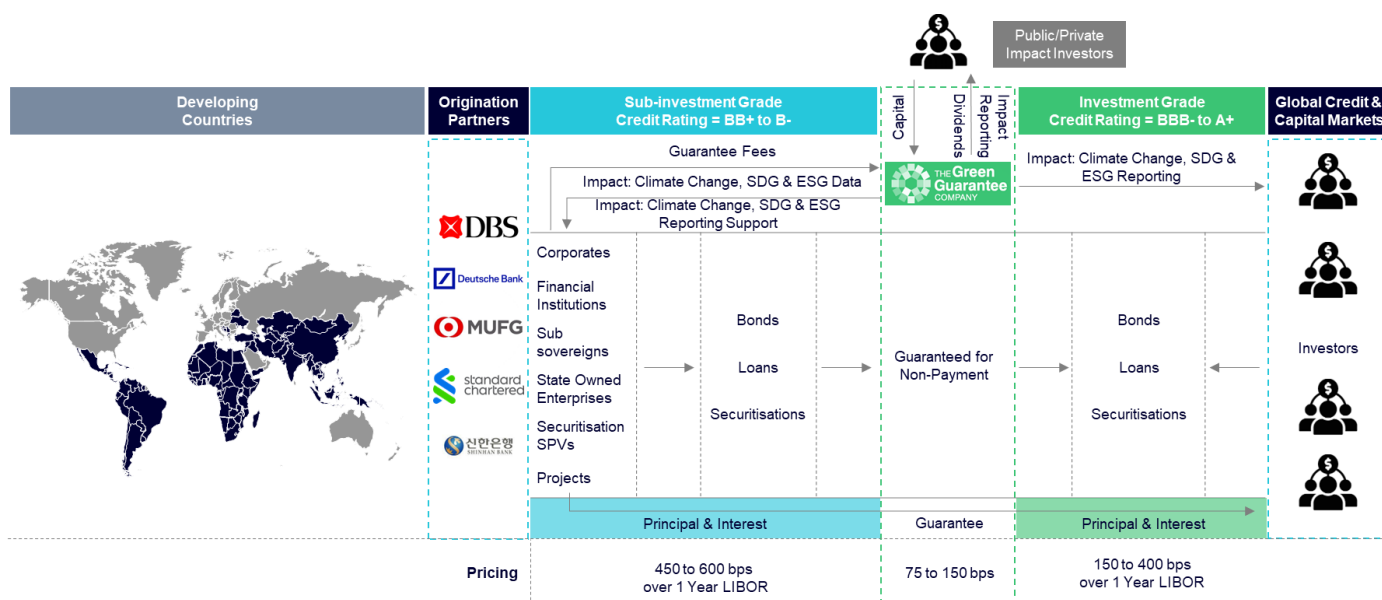 Public/Private
Impact Investors
Developing
Countries
Origination
Partners
Sub-investment Grade
Credit Rating = BB+ to B-
Capital
Dividends
Impact
Reporting
Investment Grade
Credit Rating = BBB- to A+
Global Credit &
Capital Markets
Guarantee Fees
Impact: Climate Change, SDG & ESG Data
Impact: Climate Change, SDG & ESG
Reporting Support
THE Green
Guarantee
COMPANY
Impact: Climate Change, SDG &
ESG Reporting
DBS
Deutsche Bank
MUFG
standard
chartered
신한은행
SHINHAN BANK
Corporates
Financial
Institutions
Sub
sovereigns
State Owned
Enterprises
Securitisation
SPVs
Projects
Bonds
Loans
Securitisations
Guaranteed for
Non-Payment
Bonds
Loans
Securitisations
Investors
Principal & Interest
Guarantee
Principal & Interest
Pricing
450 to 600 bps
over 1 Year LIBOR
75 to 150 bps
150 to 400 bps
over 1 Year LIBOR